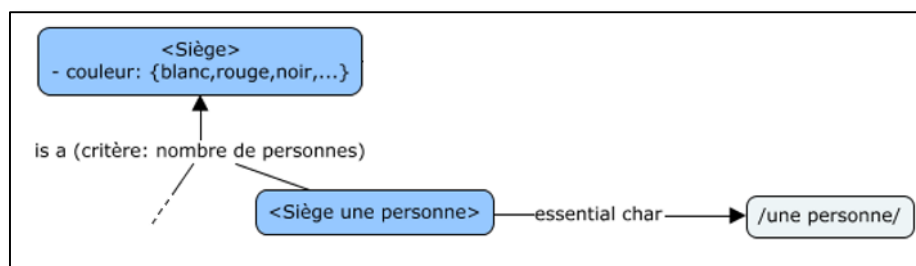 <Siège>
- couleur: {blanc,rouge,noir,...}
is a (critère: nombre de personnes)
<Siège une personne>
essential char
/une personne/